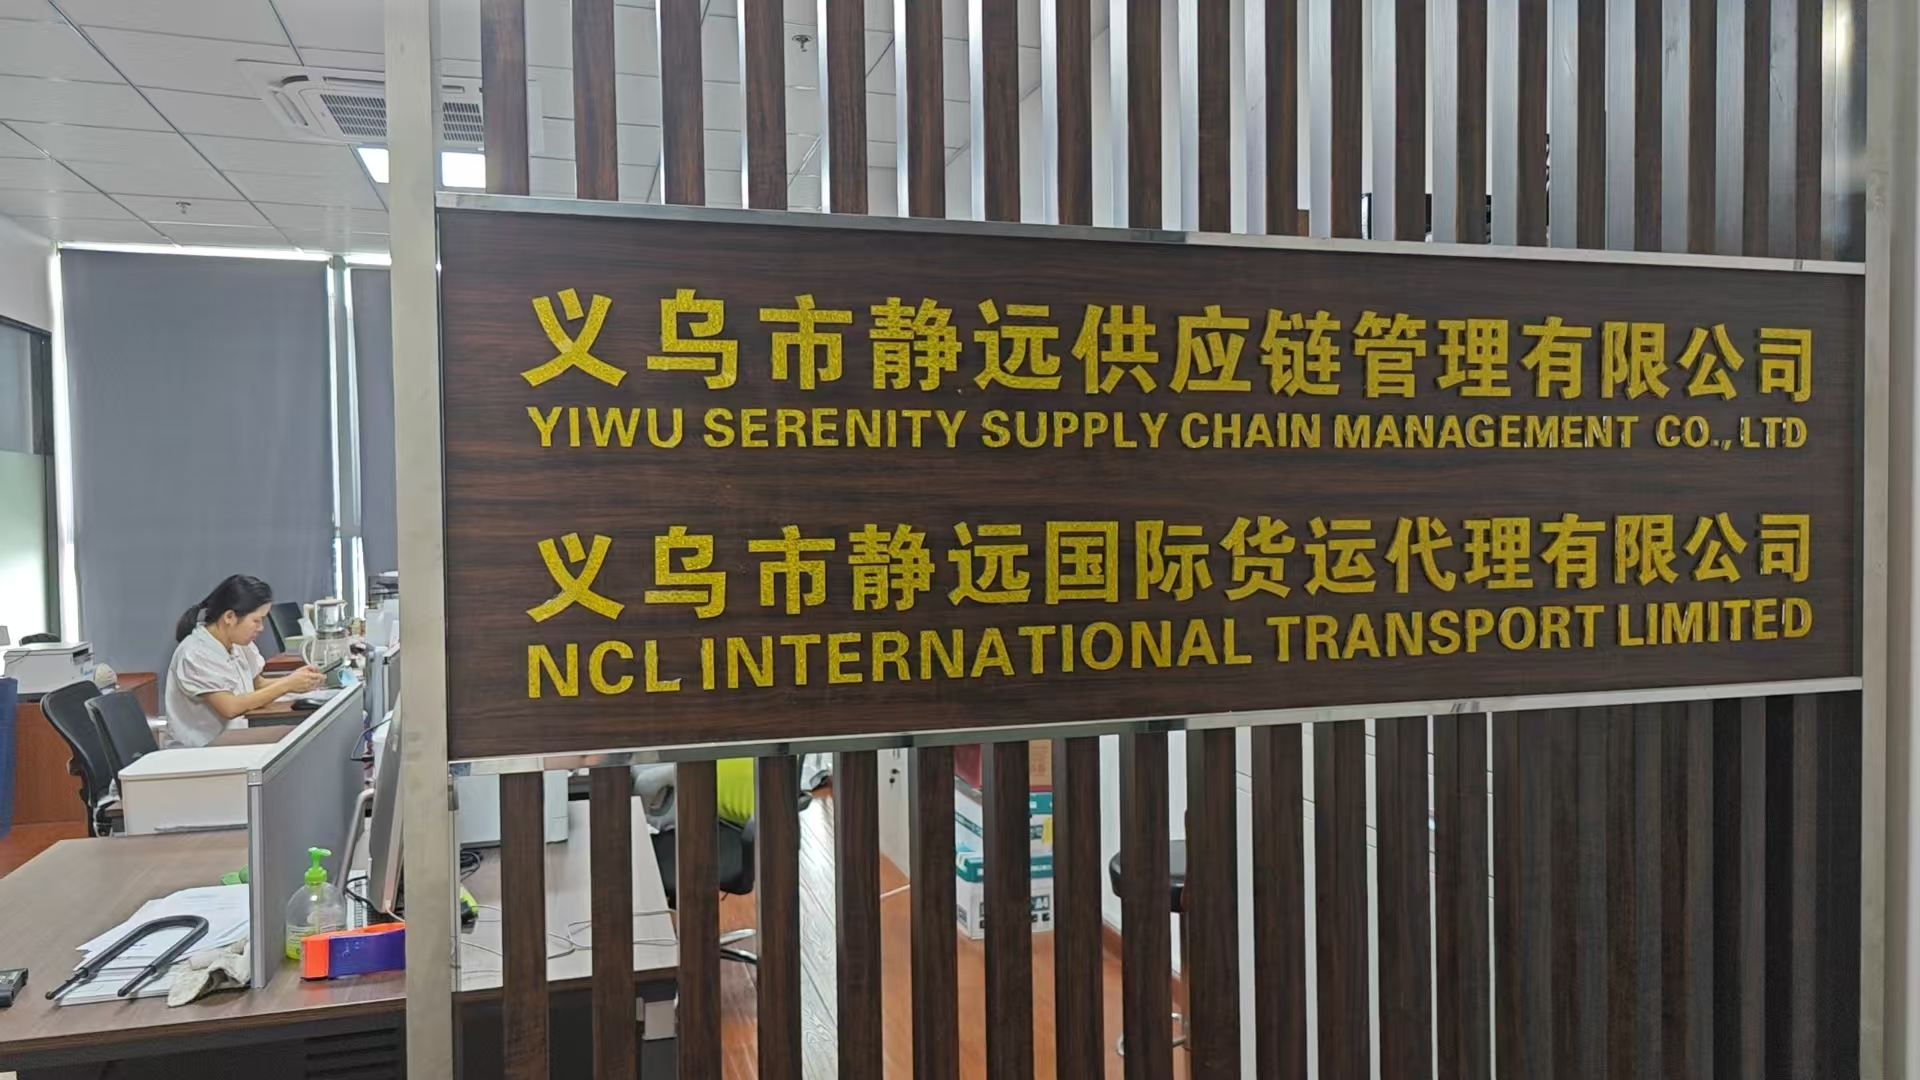 义乌市静远供应链管理有限公司
YIWU SERENITY SUPPLY CHAIN MANAGEMENT CO., LTD
义乌市静远国际货运代理有限公司
NCL INTERNATIONAL TRANSPORT LIMITED